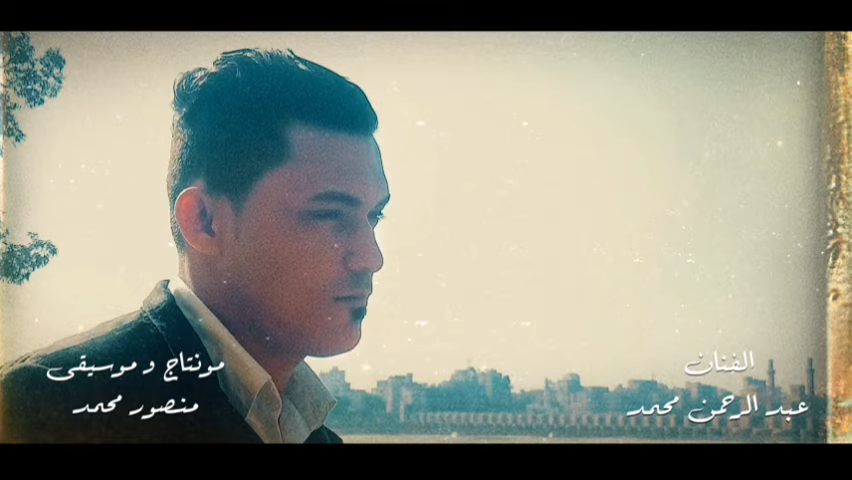 الفنان
عبد الرحمن محمد
مونتاج و موسيقى
منصور محمد